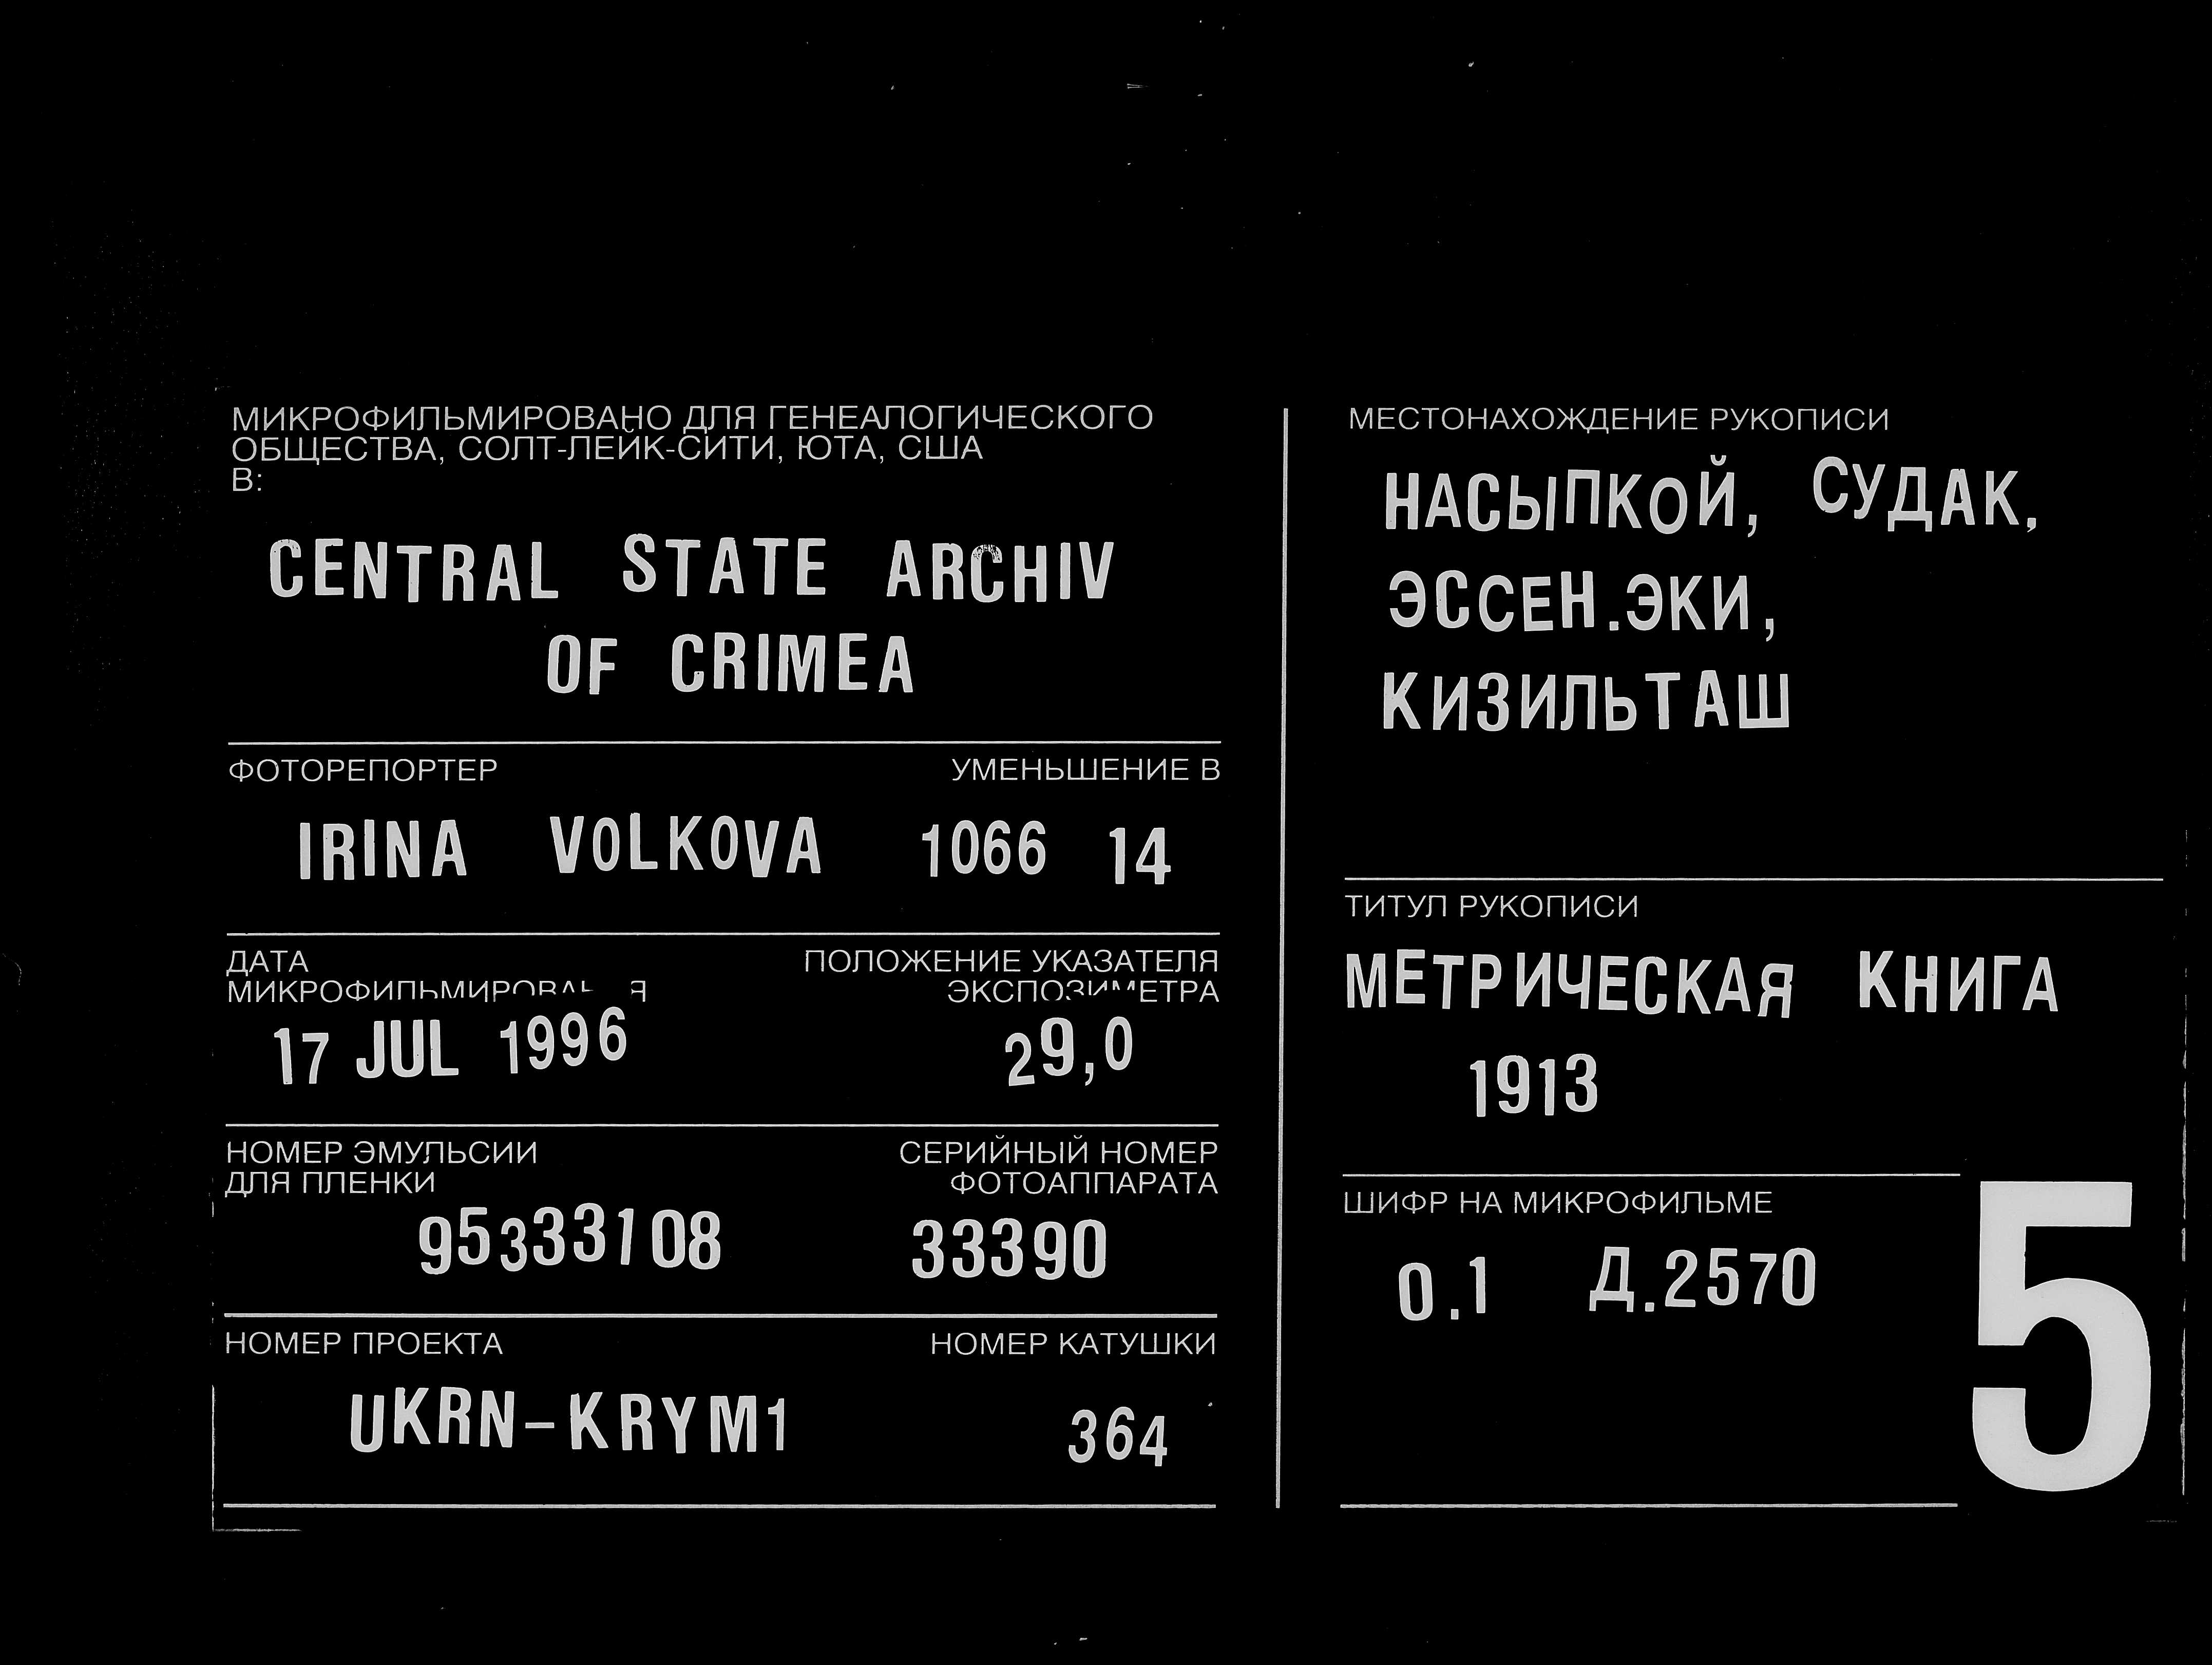 МИКРОФИЛЬМИРОВАНО ДЛЯ ГЕНЕАЛОГИЧЕСКОГО
ОБЩЕСТВА, СОЛТ-ЛЕЙК-СИТИ, ЮТА, США
В:
CENTRAL STATE ARCHIV
OF CRIMEA
ФОТОРЕПОРТЕР УМЕНЬШЕНИЕ В
IRINA VOLKOVA 1066 14
ДАТА ПОЛОЖЕНИЕ УКАЗАТЕЛЯ
МИКРОФИЛЬМИРОВАНИЯ ЭКСПОЗИМЕТРА
17 JUL 1996 29,0
НОМЕР ЭМУЛЬСИИ СЕРИЙНЫЙ НОМЕР
ДЛЯ ПЛЕНКИ ФОТОАППАРАТА
95333108 33390
НОМЕР ПРОЕКТА НОМЕР КАТУШКИ
UKRN-KRYM1 364
МЕСТОНАХОЖДЕНИЕ РУКОПИСИ
НАСЫПКОЙ, СУДАК,
ЭССЕН.ЭКИ,
КИЗИЛЬТАШ
ТИТУЛ РУКОПИСИ
МЕТРИЧЕСКАЯ КНИГА
1913
ШИФР НА МИКРОФИЛЬМЕ
О.1 Д.2570
5